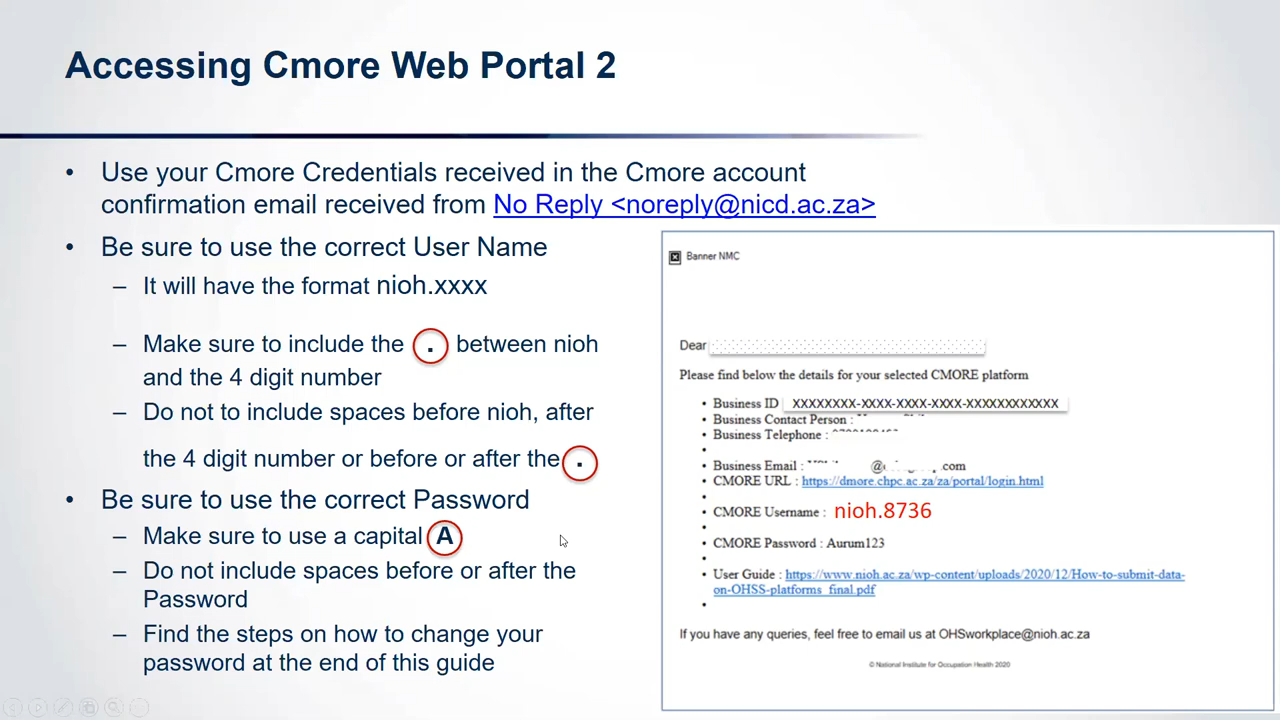 Accessing Cmore Web Portal 2
• Use your Cmore Credentials received in the Cmore account
confirmation email received from No Reply <noreply@nicd.ac.za>
• Be sure to use the correct User Name
– It will have the format nioh.xxxx
– Make sure to include the . between nioh
and the 4 digit number
– Do not to include spaces before nioh, after
the 4 digit number or before or after the .
• Be sure to use the correct Password
– Make sure to use a capital A
– Do not include spaces before or after the
Password
– Find the steps on how to change your
password at the end of this guide
Banner NMC
Dear
Please find below the details for your selected CMORE platform
• Business ID XXXXXXXX-XXXX-XXXX-XXXX-XXXXXXXXXXXX
• Business Contact Person :
• Business Telephone :
•
• Business Email : @ .com
• CMORE URL : https://dmore.chpc.ac.za/za/portal/login.html
•
• CMORE Username : nioh.8736
•
• CMORE Password : Aurum123
•
• User Guide : https://www.nioh.ac.za/wp-content/uploads/2020/12/How-to-submit-data-
on-OHSS-platforms_final.pdf
•
If you have any queries, feel free to email us at OHSworkplace@nioh.ac.za
© National Institute for Occupation Health 2020